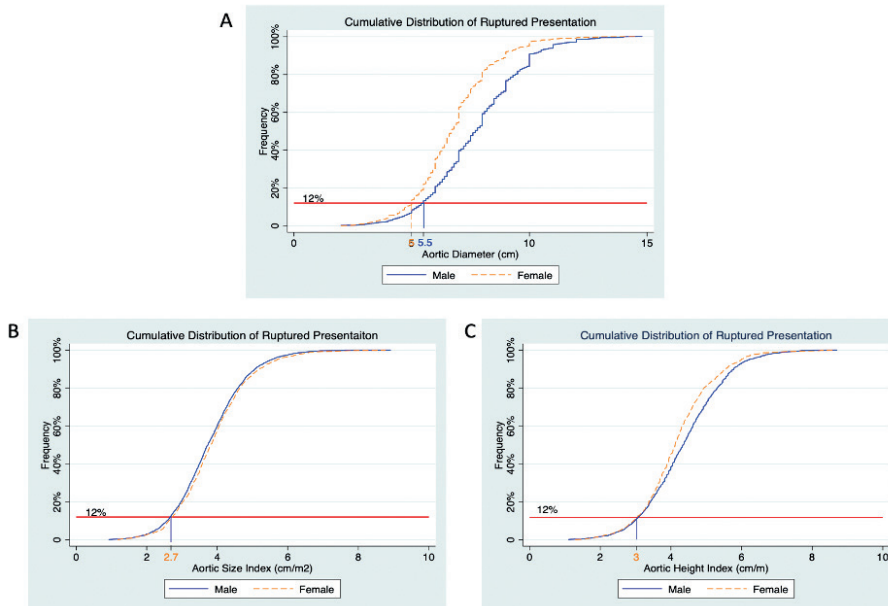 A
Cumulative Distribution of Ruptured Presentation
Frequency
100%
80%
60%
40%
20%
0
12%
0 5 5.5 10 15
Aortic Diameter (cm)
Male Female
B
Cumulative Distribution of Ruptured Presentaiton
Frequency
100%
80%
60%
40%
20%
0
12%
0 2 2.7 4 6 8 10
Aortic Size Index (cm/m2)
Male Female
C
Cumulative Distribution of Ruptured Presentation
Frequency
100%
80%
60%
40%
20%
0
12%
0 2 3 4 6 8 10
Aortic Height Index (cm/m)
Male Female